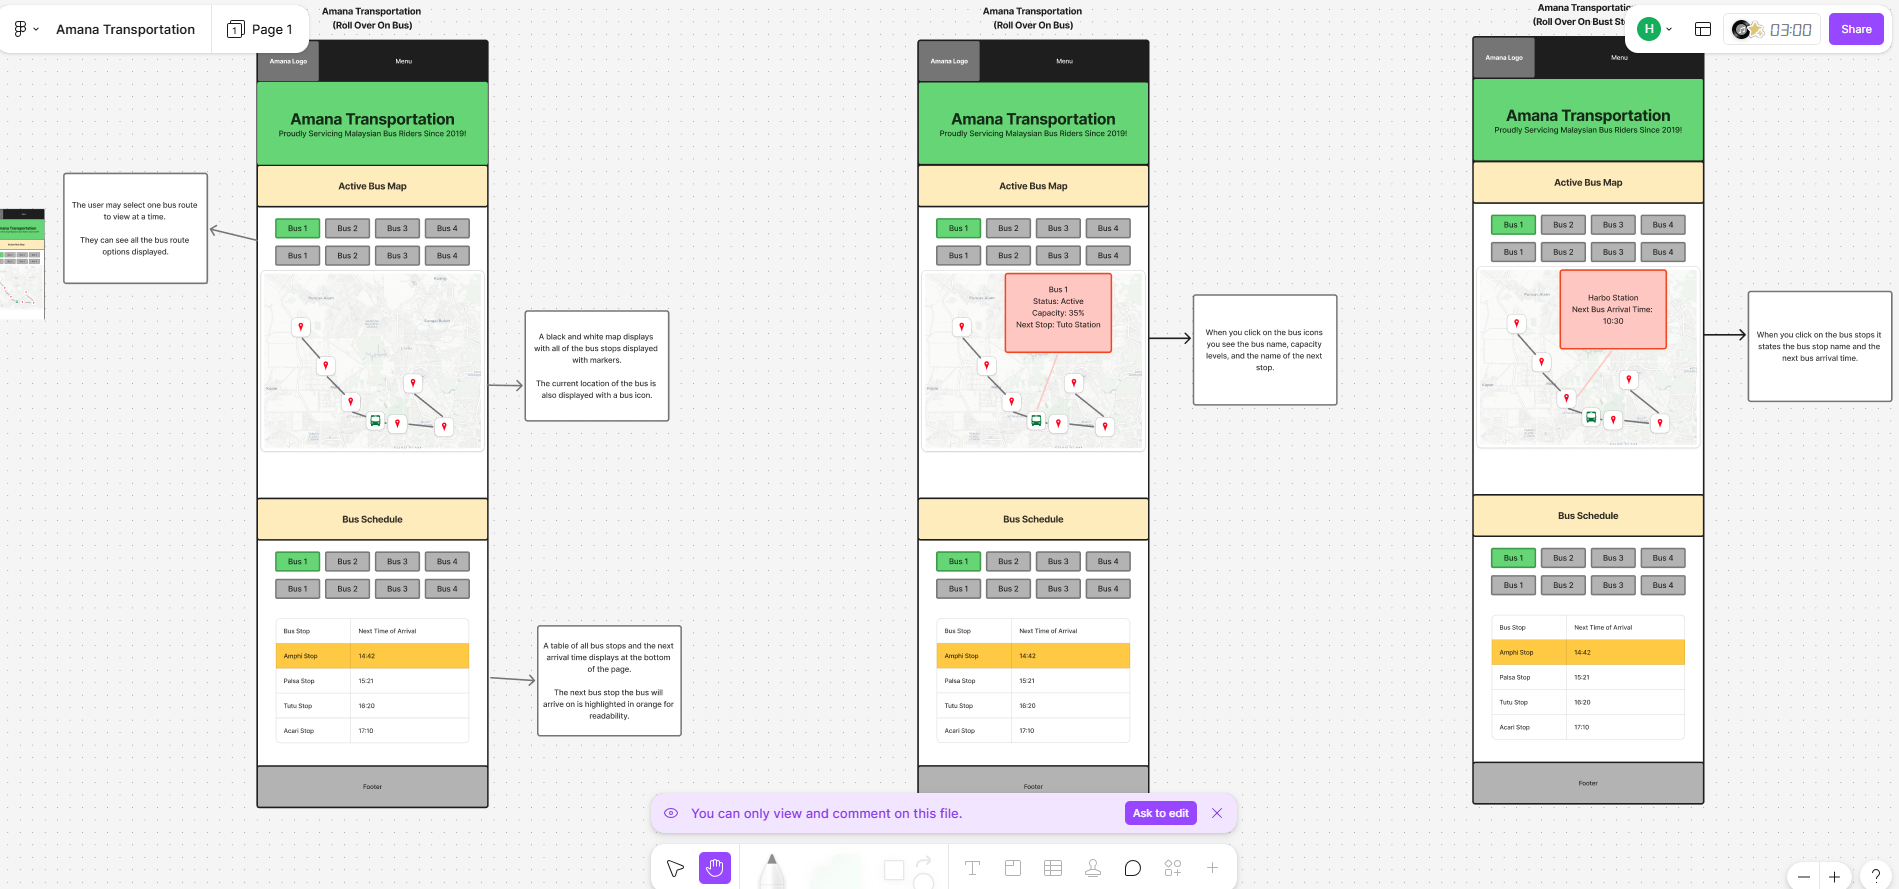 Amana Transportation
Page 1
Amana Transportation
(Roll Over On Bus)
Amana Transportation
(Roll Over On Bus)
Amana Transportation
(Roll Over On Bust
H
03:00
Share
The user may select one bus route
to view at a time.
They can see all the bus route
options displayed.
Amana Logo
Menu
Amana Transportation
Proudly Servicing Malaysian Bus Riders Since 2019!
Active Bus Map
Bus 1
Bus 2
Bus 3
Bus 4
Bus 1
Bus 2
Bus 3
Bus 4
Bus Schedule
Bus 1
Bus 2
Bus 3
Bus 4
Bus 1
Bus 2
Bus 3
Bus 4
Bus Stop
Next Time of Arrival
Amphi Stop
14:42
Palsa Stop
15:21
Tutu Stop
16:20
Acari Stop
17:10
Footer
A black and white map displays
with all of the bus stops displayed
with markers.
The current location of the bus is
also displayed with a bus icon.
A table of all bus stops and the next
arrival time displays at the bottom
of the page.
The next bus stop the bus will
arrive on is highlighted in orange for
readability.
Amana Logo
Menu
Amana Transportation
Proudly Servicing Malaysian Bus Riders Since 2019!
Active Bus Map
Bus 1
Bus 2
Bus 3
Bus 4
Bus 1
Bus 2
Bus 3
Bus 4
Bus 1
Status: Active
Capacity: 35%
Next Stop: Tuto Station
Bus Schedule
Bus 1
Bus 2
Bus 3
Bus 4
Bus 1
Bus 2
Bus 3
Bus 4
Bus Stop
Next Time of Arrival
Amphi Stop
14:42
Palsa Stop
15:21
Tutu Stop
16:20
Acari Stop
17:10
Footer
When you click on the bus icons
you see the bus name, capacity
levels, and the name of the next
stop.
Amana Logo
Menu
Amana Transportation
Proudly Servicing Malaysian Bus Riders Since 2019!
Active Bus Map
Bus 1
Bus 2
Bus 3
Bus 4
Bus 1
Bus 2
Bus 3
Bus 4
Harbo Station
Next Bus Arrival Time:
10:30
Bus Schedule
Bus 1
Bus 2
Bus 3
Bus 4
Bus 1
Bus 2
Bus 3
Bus 4
Bus Stop
Next Time of Arrival
Amphi Stop
14:42
Palsa Stop
15:21
Tutu Stop
16:20
Acari Stop
17:10
Footer
When you click on the bus stops it
states the bus stop name and the
next bus arrival time.
You can only view and comment on this file.
Ask to edit
?